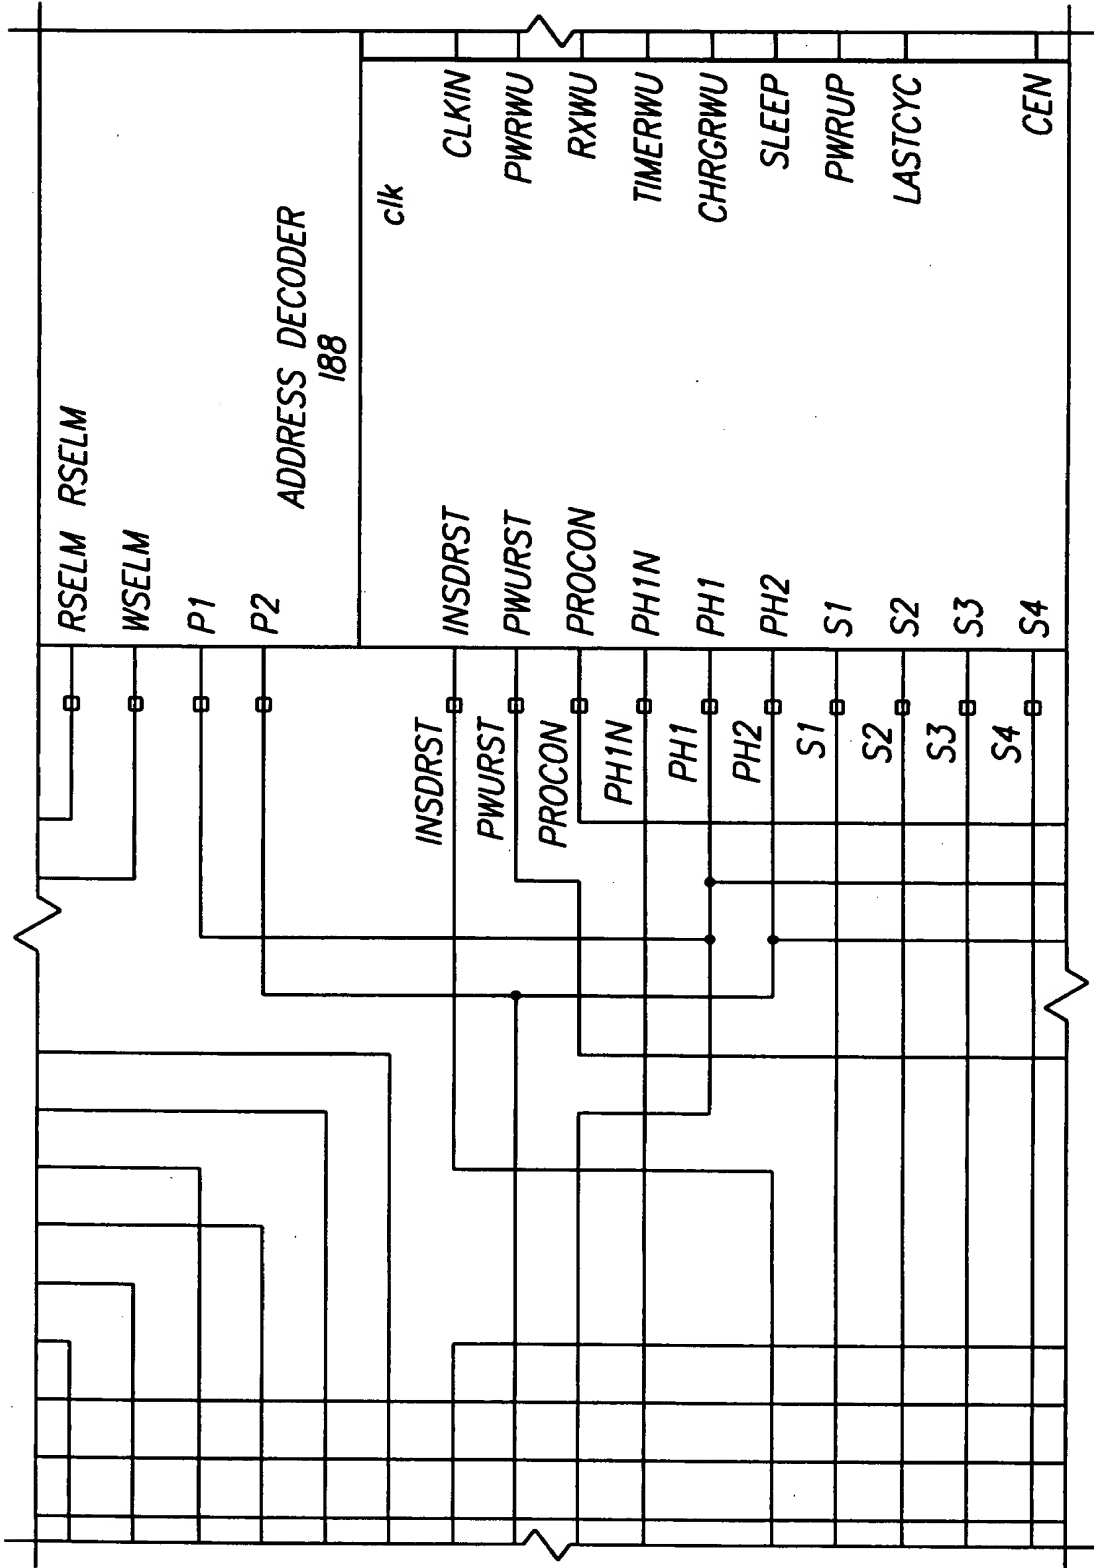 RSELM RSELM
WSELM
P1
P2
ADDRESS DECODER
188
clk
CLKIN
PWRWU
RXWU
TIMERWU
CHRGRWU
SLEEP
PWRUP
LASTCYC
CEN
INSDRST
PWURST
PROCON
PH1N
PH1
PH2
S1
S2
S3
S4
INSDRST
PWURST
PROCON
PH1N
PH1
PH2
S1
S2
S3
S4